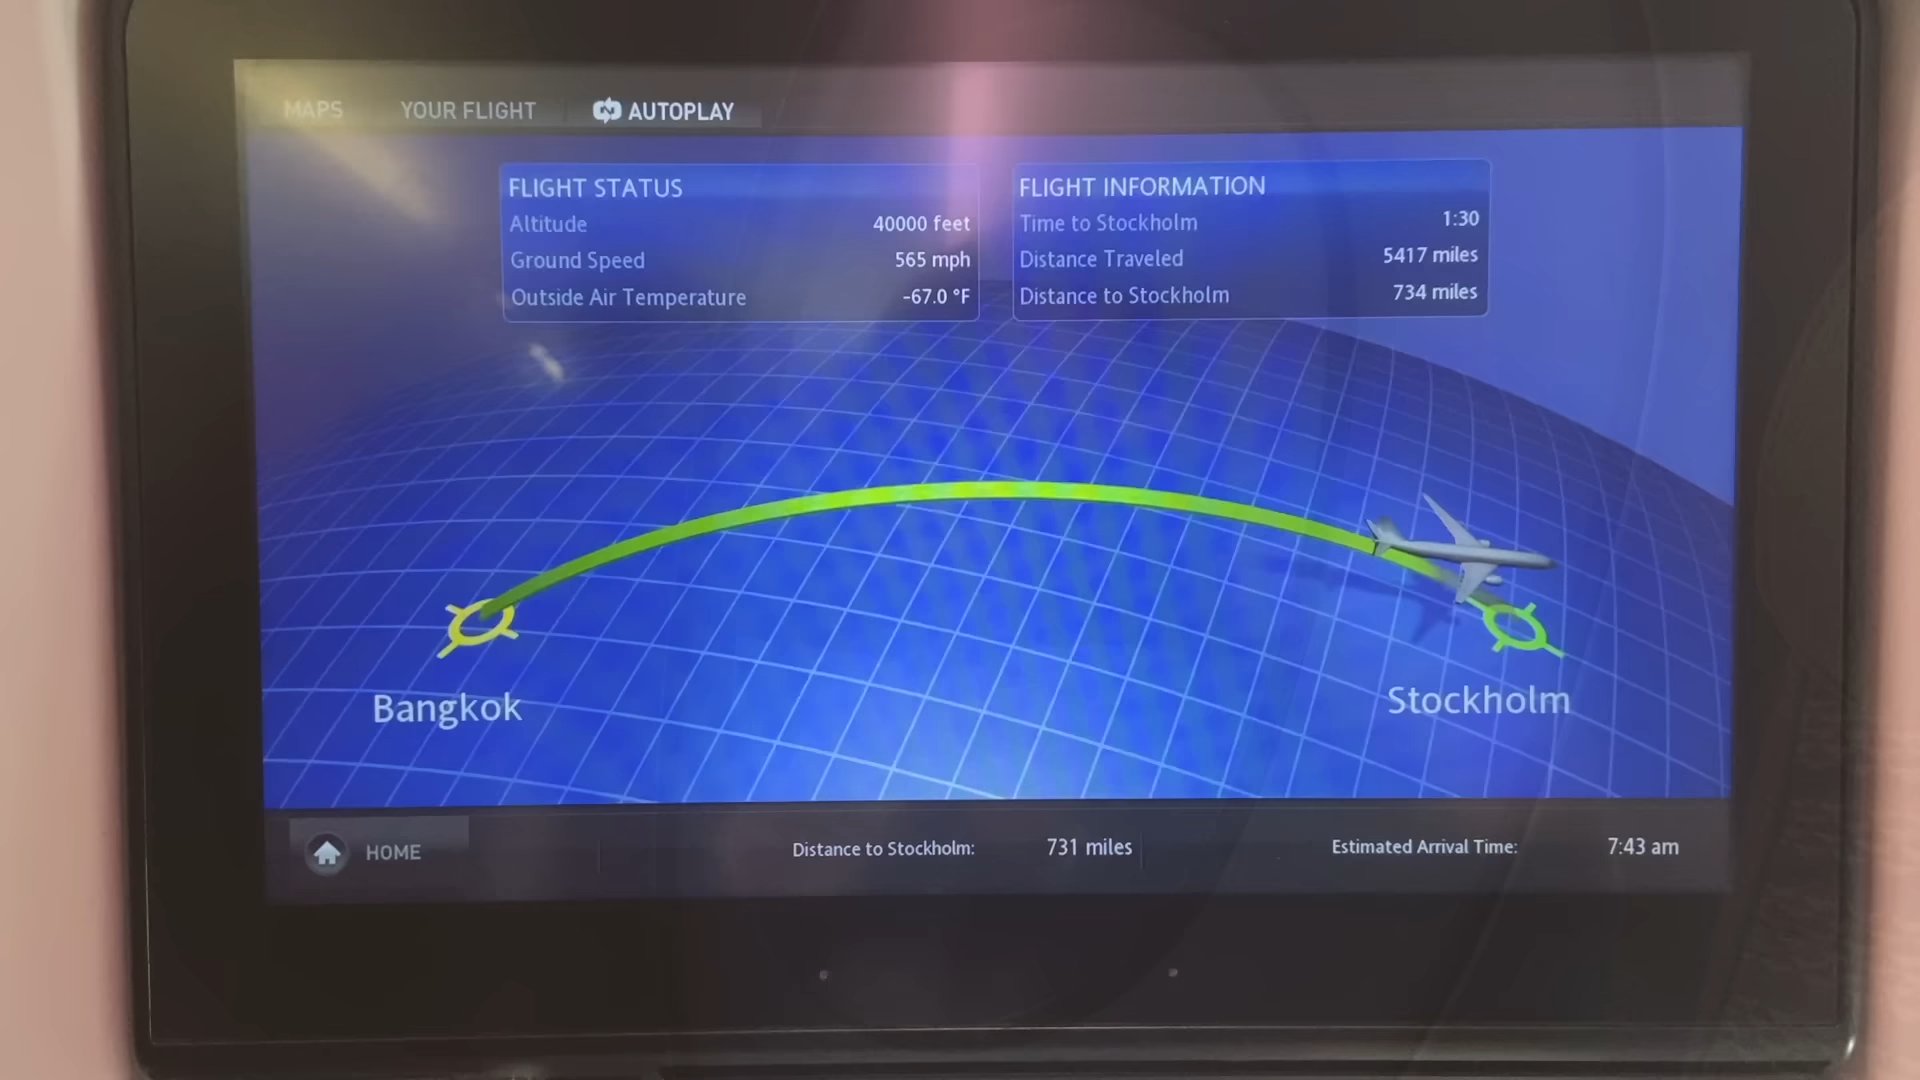 MAPS YOUR FLIGHT AUTOPLAY
FLIGHT STATUS
Altitude 40000 feet
Ground Speed 565 mph
Outside Air Temperature -67.0 °F
FLIGHT INFORMATION
Time to Stockholm 1:30
Distance Traveled 5417 miles
Distance to Stockholm 734 miles
Bangkok
Stockholm
HOME
Distance to Stockholm: 731 miles
Estimated Arrival Time: 7:43 am